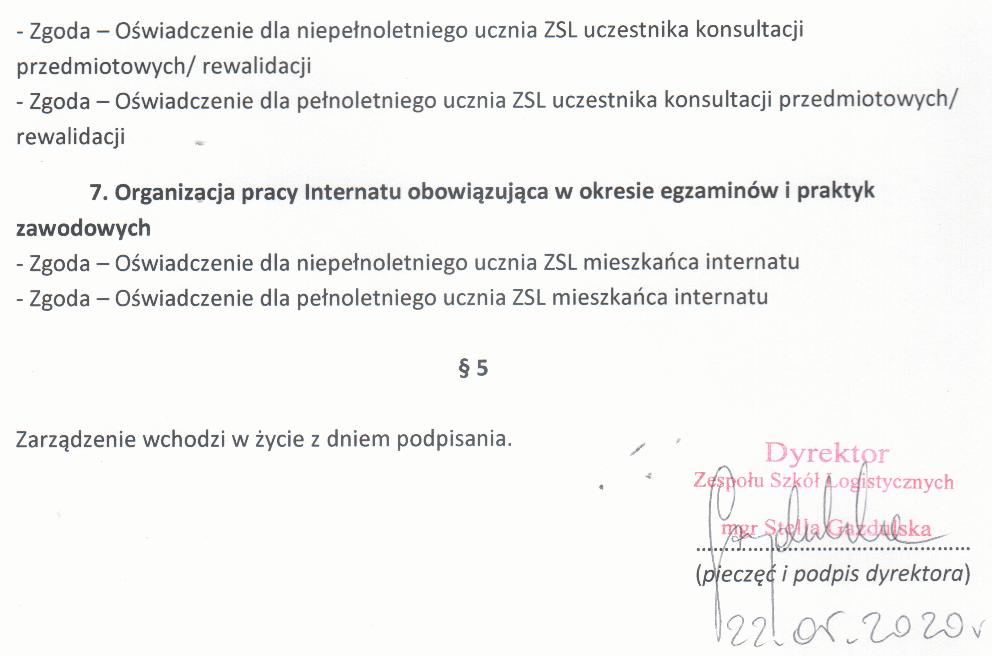 - Zgoda – Oświadczenie dla niepełnoletniego ucznia ZSL uczestnika konsultacji
przedmiotowych/ rewalidacji
- Zgoda – Oświadczenie dla pełnoletniego ucznia ZSL uczestnika konsultacji przedmiotowych/
rewalidacji
7. Organizacja pracy Internatu obowiązująca w okresie egzaminów i praktyk
zawodowych
- Zgoda – Oświadczenie dla niepełnoletniego ucznia ZSL mieszkańca internatu
- Zgoda – Oświadczenie dla pełnoletniego ucznia ZSL mieszkańca internatu
§ 5
Zarządzenie wchodzi w życie z dniem podpisania.
Dyrektor
Zespołu Szkół Logistycznych
mgr Stella Gazdulska
(pieczęć i podpis dyrektora)
22.05.2020r